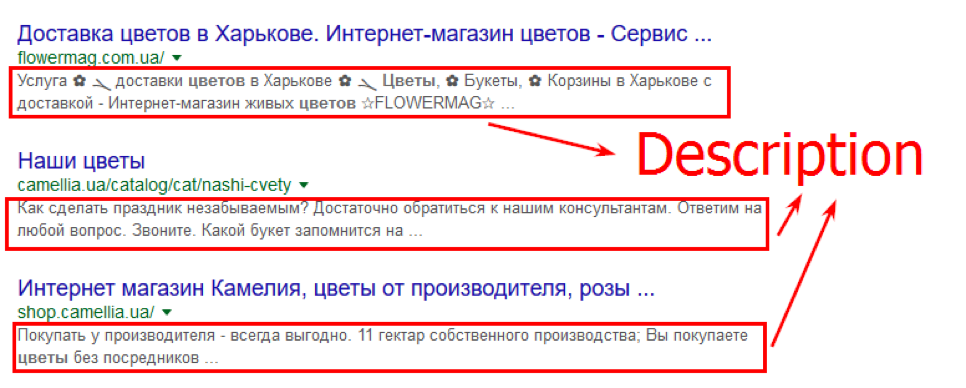 Доставка цветов в Харькове. Интернет-магазин цветов - Сервис ...
flowermag.com.ua/
Услуга ✿ доставки цветов в Харькове ✿ Цветы, ✿ Букеты, ✿ Корзины в Харькове с
доставкой - Интернет-магазин живых цветов ☆FLOWERMAG☆ ...
Description
Наши цветы
camellia.ua/catalog/cat/nashi-cvety
Как сделать праздник незабываемым? Достаточно обратиться к нашим консультантам. Ответим на
любой вопрос. Звоните. Какой букет запомнится на ...
Интернет магазин Камелия, цветы от производителя, розы ...
shop.camellia.ua/
Покупать у производителя - всегда выгодно. 11 гектар собственного производства; Вы покупаете
цветы без посредников ...